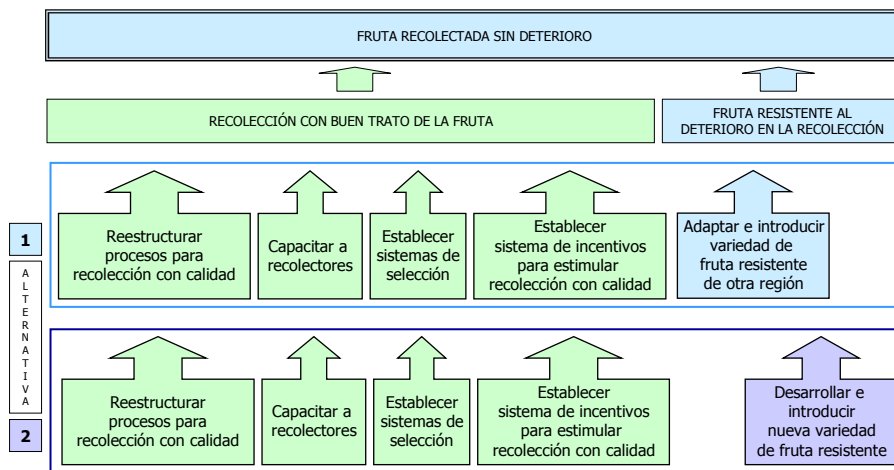 FRUTA RECOLECTADA SIN DETERIORO
RECOLECCIÓN CON BUEN TRATO DE LA FRUTA
FRUTA RESISTENTE AL
DETERIORO EN LA RECOLECCIÓN
1
Reestructurar
procesos para
recolección con calidad
Capacitar a
recolectores
Establecer
sistemas de
selección
Establecer
sistema de incentivos
para estimular
recolección con calidad
Adaptar e introducir
variedad de
fruta resistente
de otra región
ALTERNATIVA
2
Reestructurar
procesos para
recolección con calidad
Capacitar a
recolectores
Establecer
sistemas de
selección
Establecer
sistema de incentivos
para estimular
recolección con calidad
Desarrollar e
introducir
nueva variedad
de fruta resistente